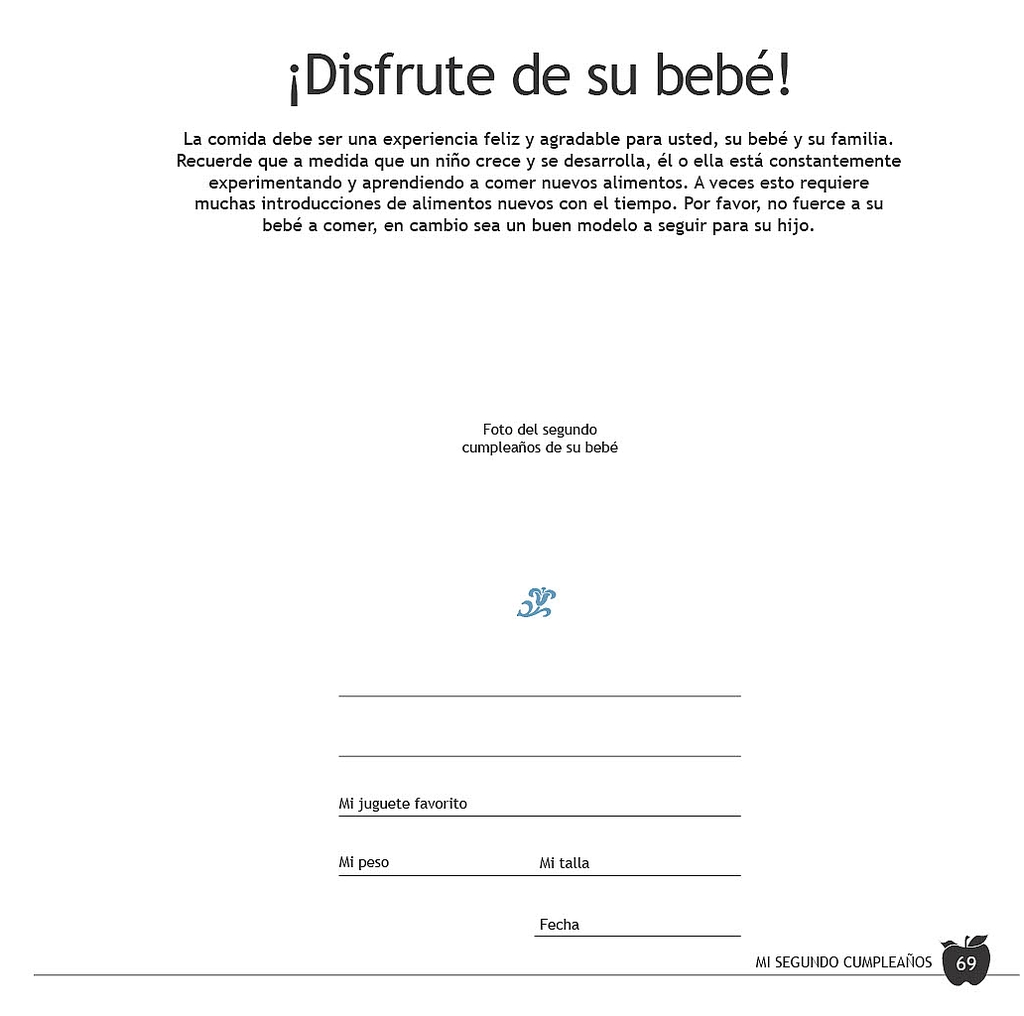 ¡Disfrute de su bebé!
La comida debe ser una experiencia feliz y agradable para usted, su bebé y su familia.
Recuerde que a medida que un niño crece y se desarrolla, él o ella está constantemente
experimentando y aprendiendo a comer nuevos alimentos. A veces esto requiere
muchas introducciones de alimentos nuevos con el tiempo. Por favor, no fuerce a su
bebé a comer, en cambio sea un buen modelo a seguir para su hijo.
Foto del segundo
cumpleaños de su bebé
Mi juguete favorito
Mi peso Mi talla
Fecha
MI SEGUNDO CUMPLEAÑOS 69